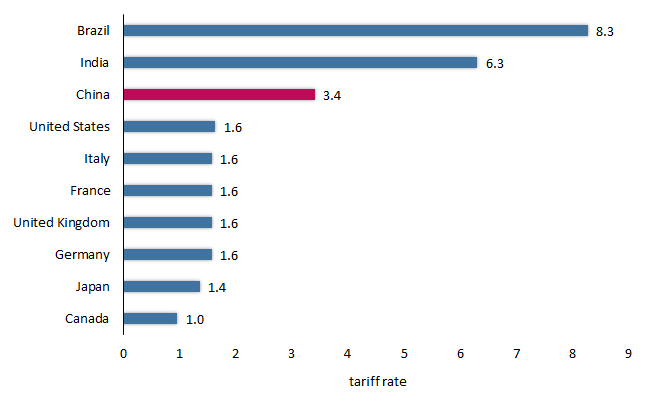 Brazil 8.3
India 6.3
China 3.4
United States 1.6
Italy 1.6
France 1.6
United Kingdom 1.6
Germany 1.6
Japan 1.4
Canada 1.0
0 1 2 3 4 5 6 7 8 9
tariff rate